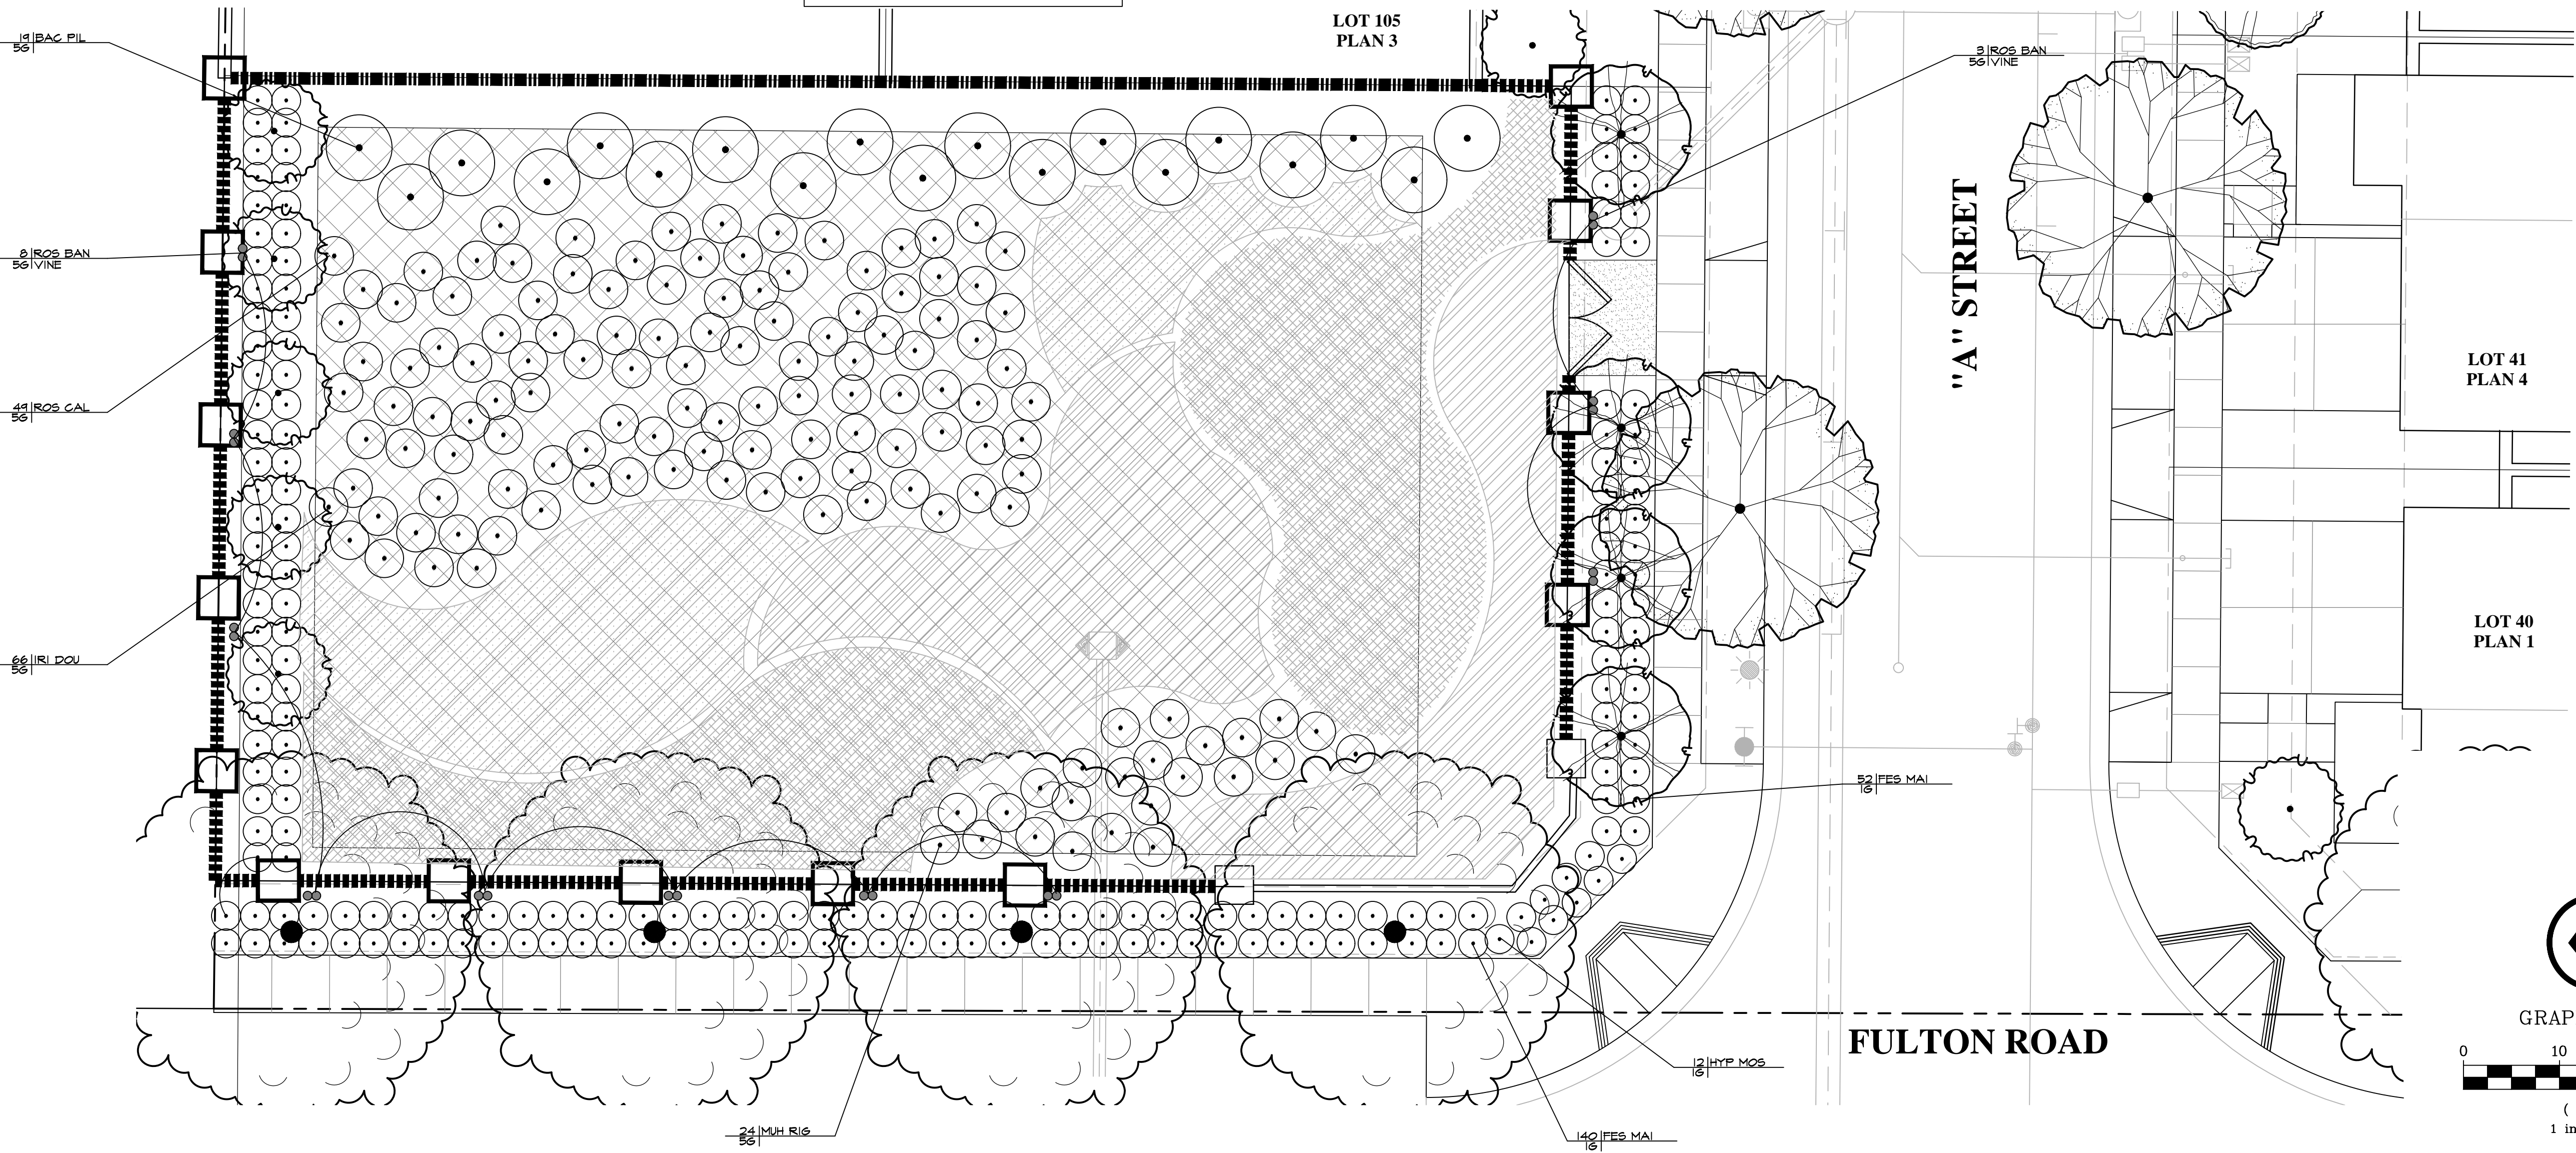 LOT 105
PLAN 3
19 BAC PIL
5G
3 ROS BAN
5G VINE
8 ROS BAN
5G VINE
"A" STREET
49 ROS CAL
5G
LOT 41
PLAN 4
LOT 40
PLAN 1
66 IRI DOU
5G
52 FES MAI
1G
GRAP
FULTON ROAD
0 10
12 HYP MOS
1G
(
1 in
24 MUH RIG
5G
140 FES MAI
1G